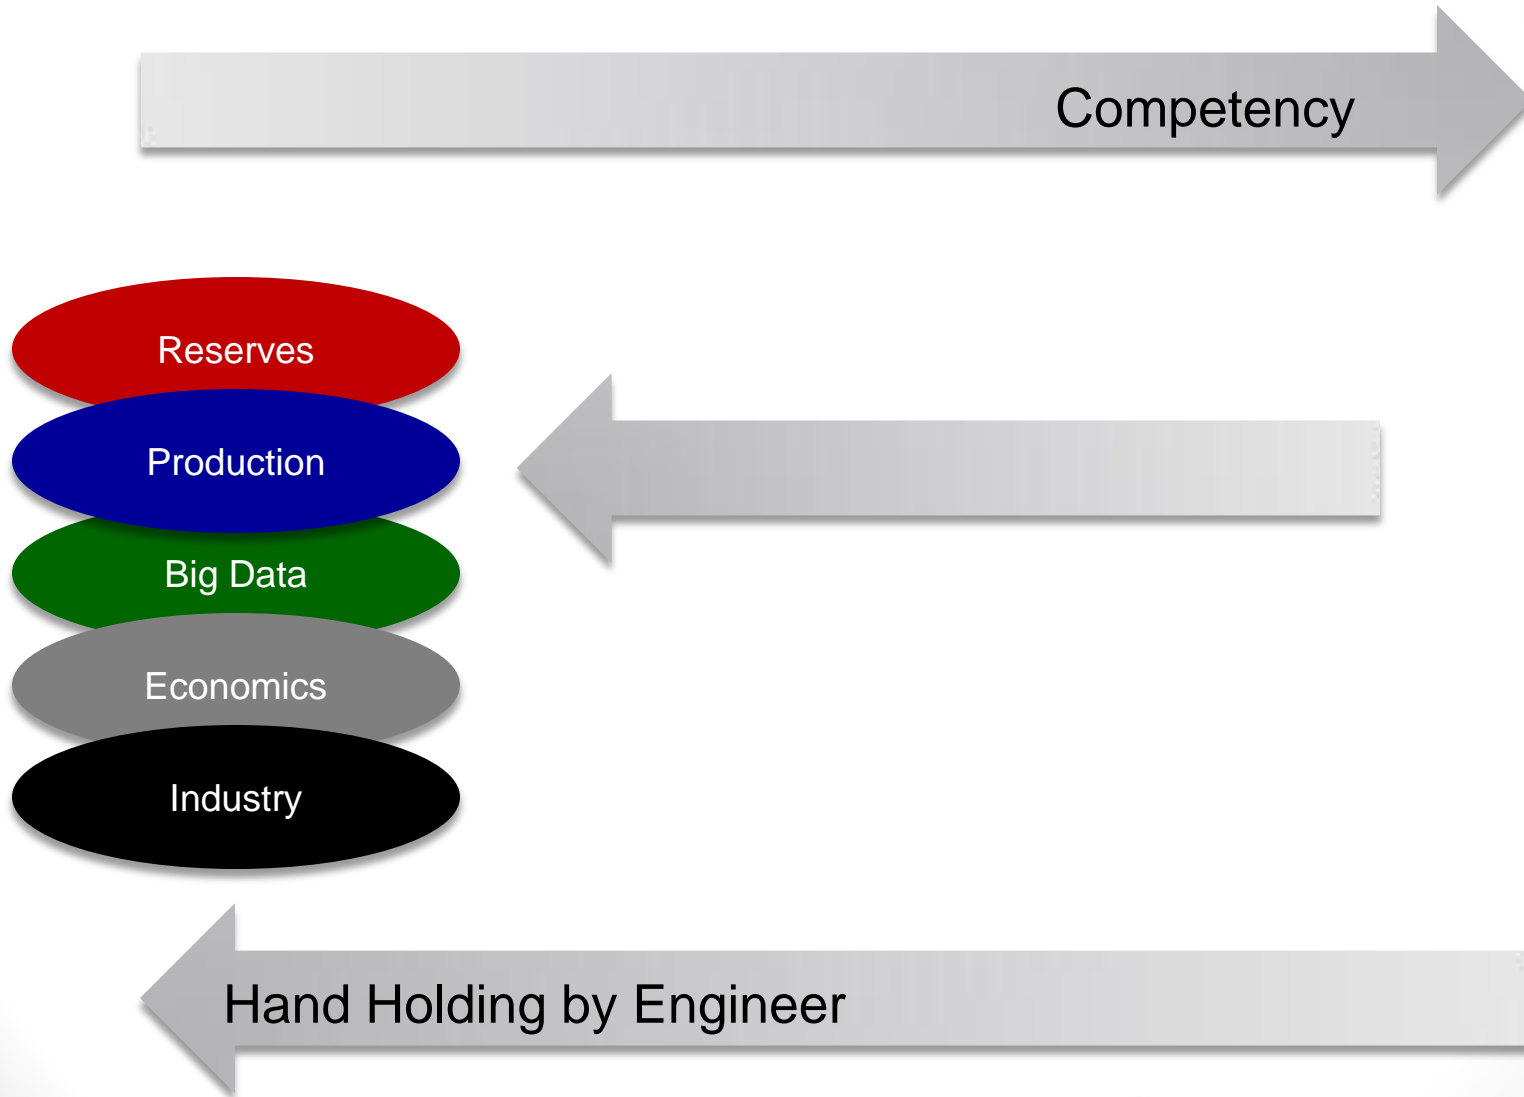 Competency
Reserves
Production
Big Data
Economics
Industry
Hand Holding by Engineer